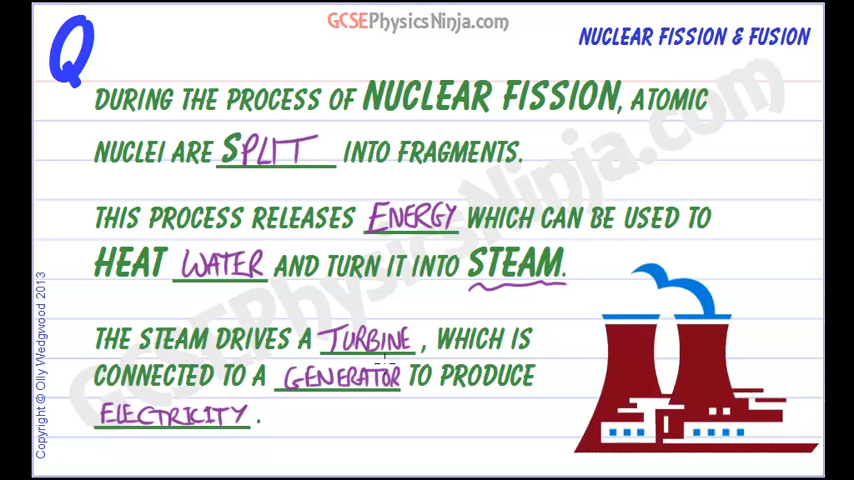 GCSEPhysicsNinja.com
Q
NUCLEAR FISSION & FUSION
DURING THE PROCESS OF NUCLEAR FISSION, ATOMIC
NUCLEI ARE SPLIT INTO FRAGMENTS.
THIS PROCESS RELEASES ENERGY WHICH CAN BE USED TO
HEAT WATER AND TURN IT INTO STEAM.
THE STEAM DRIVES A TURBINE, WHICH IS
CONNECTED TO A GENERATOR TO PRODUCE
ELECTRICITY.
Copyright © Olly Wedgwood 2013
GCSEPhysicsNinja.com